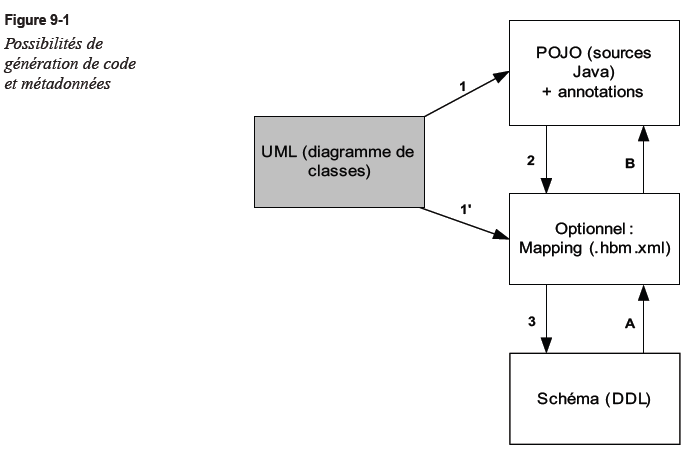 Figure 9-1
Possibilités de
génération de code
et métadonnées
POJO (sources
Java)
+ annotations
1
UML (diagramme de
classes)
2
B
1'
Optionnel :
Mapping (.hbm.xml)
3
A
Schéma (DDL)